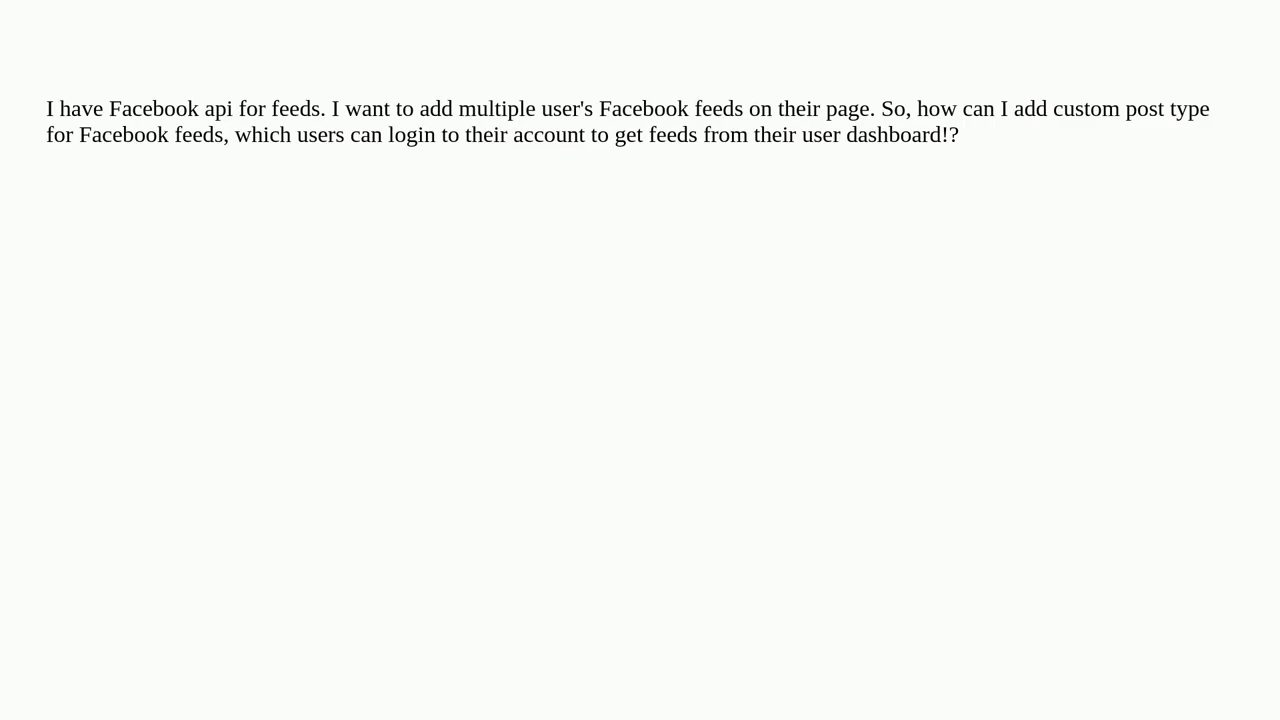 I have Facebook api for feeds. I want to add multiple user's Facebook feeds on their page. So, how can I add custom post type
for Facebook feeds, which users can login to their account to get feeds from their user dashboard!?